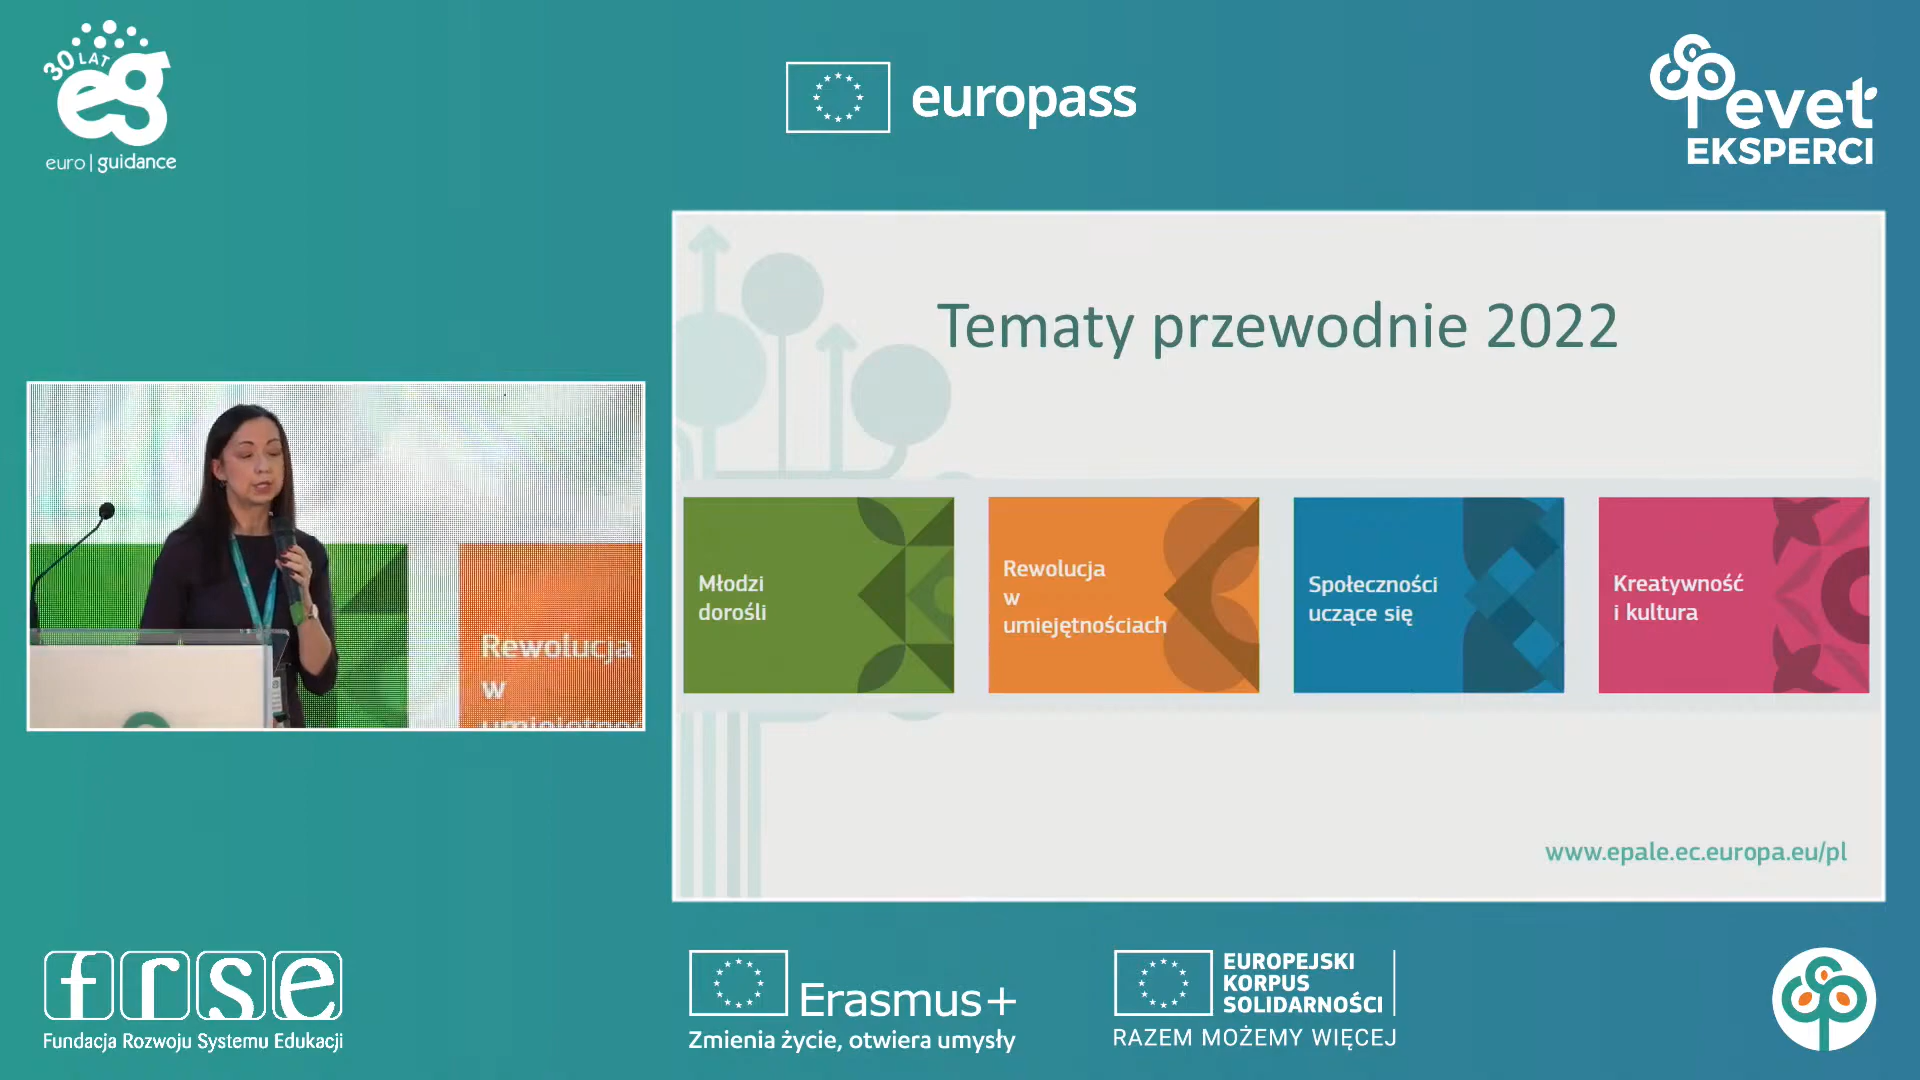 30 LAT
eg
euro|guidance
europass
evet
EKSPERCI
Tematy przewodnie 2022
Młodzi
dorośli
Rewolucja
w
umiejętnościach
Społeczności
uczące się
Kreatywność
i kultura
www.epale.ec.europa.eu/pl
Rewolucja
w
frse
Fundacja Rozwoju Systemu Edukacji
Erasmus+
Zmienia życie, otwiera umysły
EUROPEJSKI
KORPUS
SOLIDARNOŚCI
RAZEM MOŻEMY WIĘCEJ